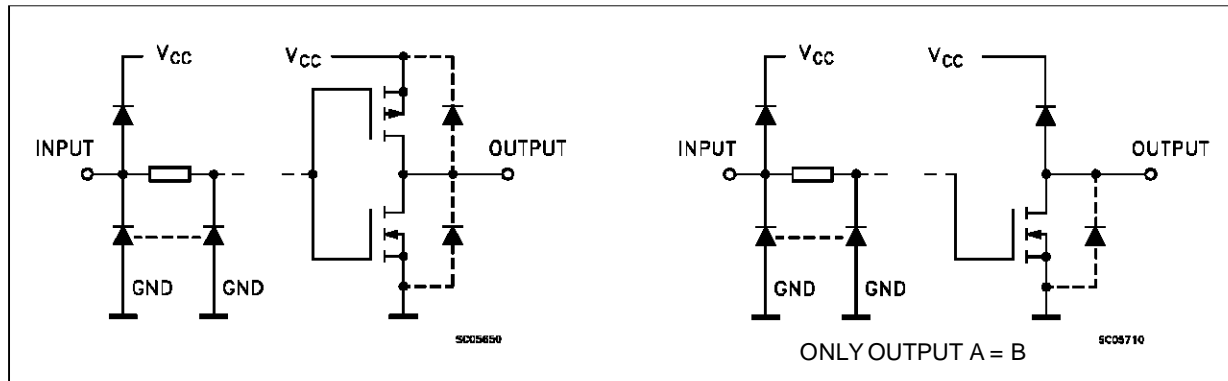 VCC
VCC
INPUT
OUTPUT
GND
GND
SC05650
VCC
VCC
INPUT
OUTPUT
GND
GND
SC05710
ONLY OUTPUT A = B